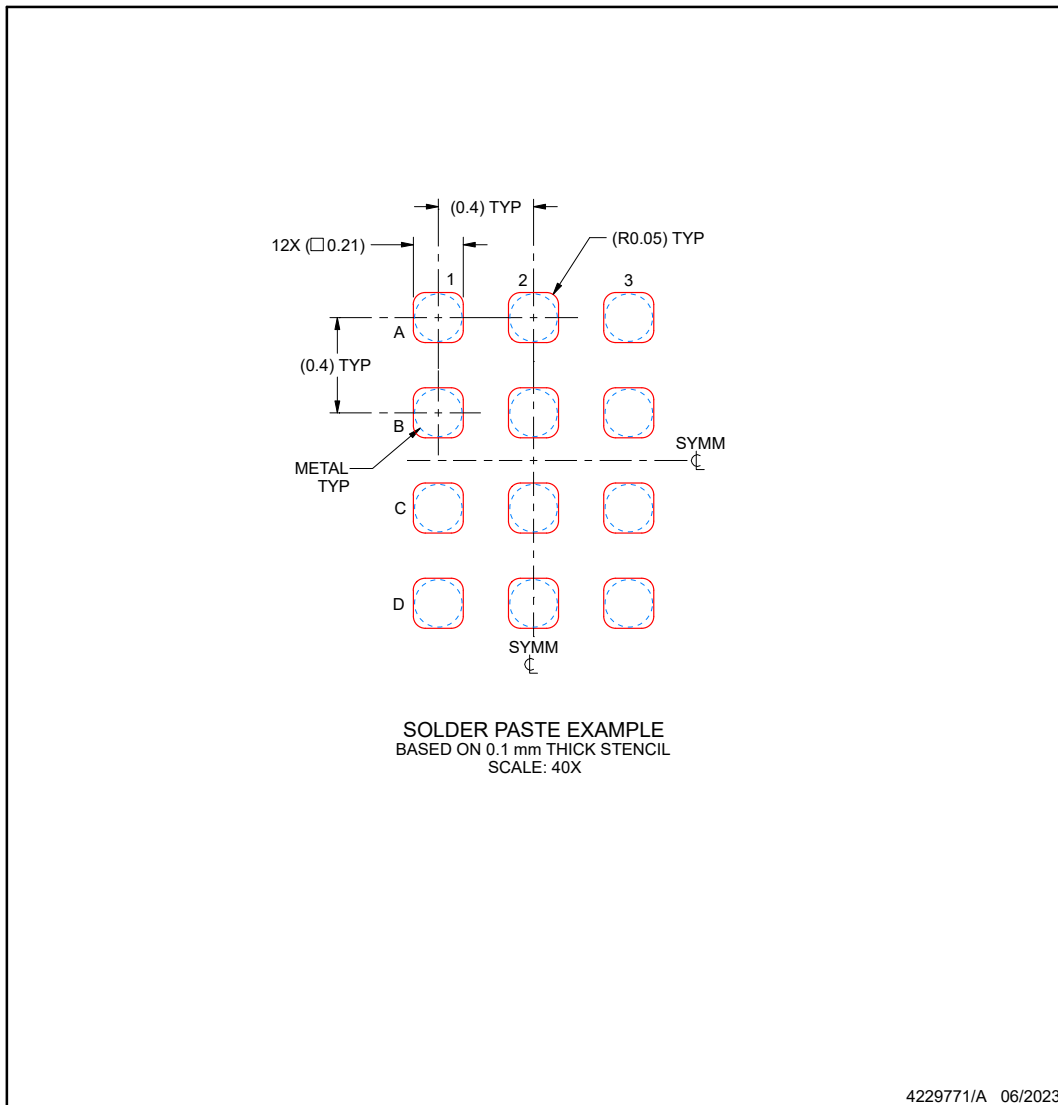 (0.4) TYP
12X (□0.21)
(R0.05) TYP
1
2
3
A
(0.4) TYP
B
METAL
TYP
SYMM
℄
C
D
SYMM
℄
SOLDER PASTE EXAMPLE
BASED ON 0.1 mm THICK STENCIL
SCALE: 40X
4229771/A 06/2023